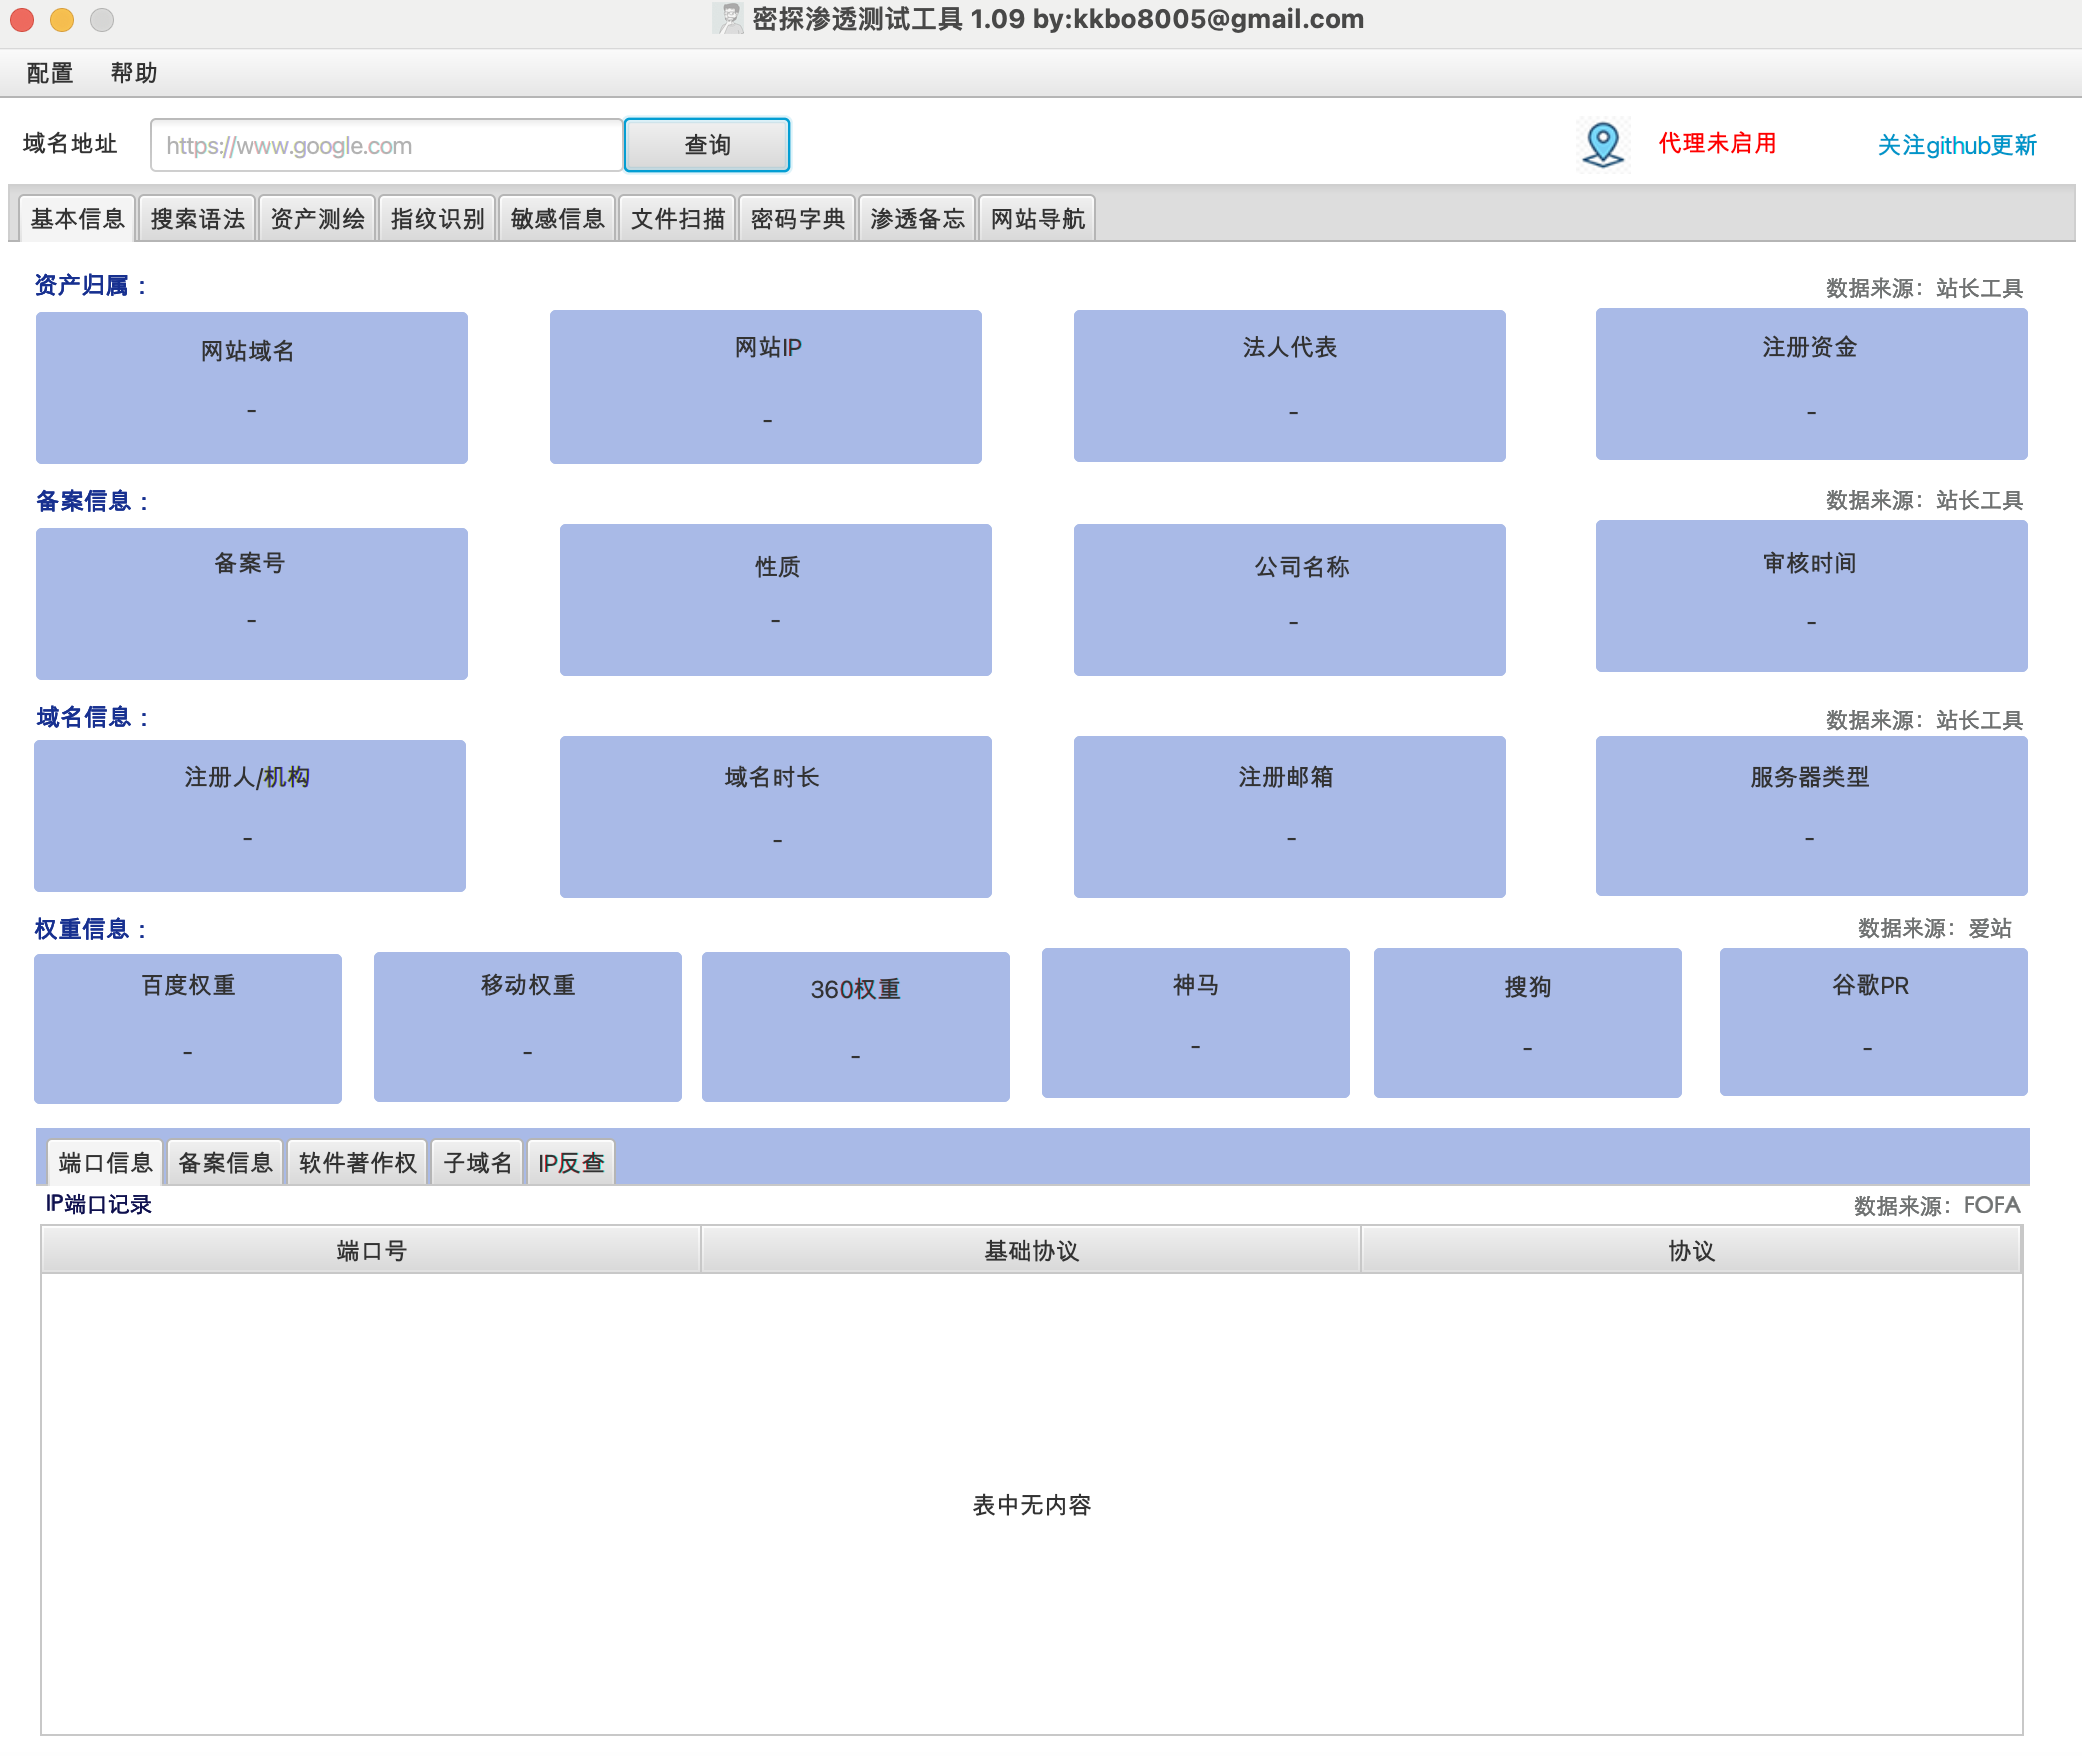 密探渗透测试工具 1.09 by:kkbo8005@gmail.com
配置 帮助
域名地址 https://www.google.com 查询 代理未启用 关注github更新
基本信息 搜索语法 资产测绘 指纹识别 敏感信息 文件扫描 密码字典 渗透备忘 网站导航
资产归属： 数据来源：站长工具
网站域名 网站IP 法人代表 注册资金
- - - -
备案信息： 数据来源：站长工具
备案号 性质 公司名称 审核时间
- - - -
域名信息： 数据来源：站长工具
注册人/机构 域名时长 注册邮箱 服务器类型
- - - -
权重信息： 数据来源：爱站
百度权重 移动权重 360权重 神马 搜狗 谷歌PR
- - - - - -
端口信息 备案信息 软件著作权 子域名 IP反查
IP端口记录 数据来源：FOFA
端口号 基础协议 协议
表中无内容